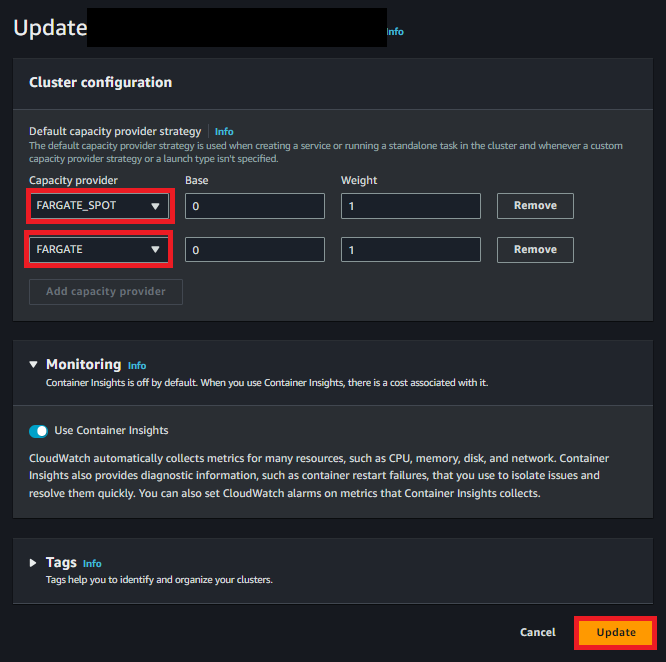 Update Info
Cluster configuration
Default capacity provider strategy Info
The default capacity provider strategy is used when creating a service or running a standalone task in the cluster and whenever a custom
capacity provider strategy or a launch type isn't specified.
Capacity provider Base Weight
FARGATE_SPOT 0 1 Remove
FARGATE 0 1 Remove
Add capacity provider
Monitoring Info
Container Insights is off by default. When you use Container Insights, there is a cost associated with it.
Use Container Insights
CloudWatch automatically collects metrics for many resources, such as CPU, memory, disk, and network. Container
Insights also provides diagnostic information, such as container restart failures, that you use to isolate issues and
resolve them quickly. You can also set CloudWatch alarms on metrics that Container Insights collects.
Tags Info
Tags help you to identify and organize your clusters.
Cancel Update